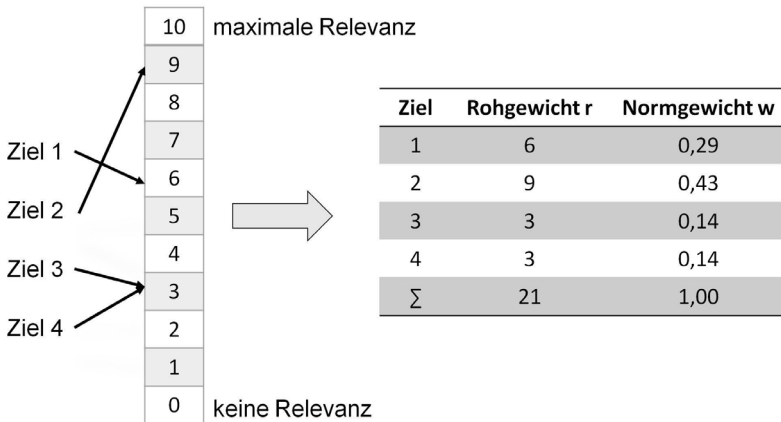 10 maximale Relevanz
9
8
7
6
5
4
3
2
1
0 keine Relevanz
Ziel 1
Ziel 2
Ziel 3
Ziel 4
Ziel Rohgewicht r Normgewicht w
1 6 0,29
2 9 0,43
3 3 0,14
4 3 0,14
∑ 21 1,00